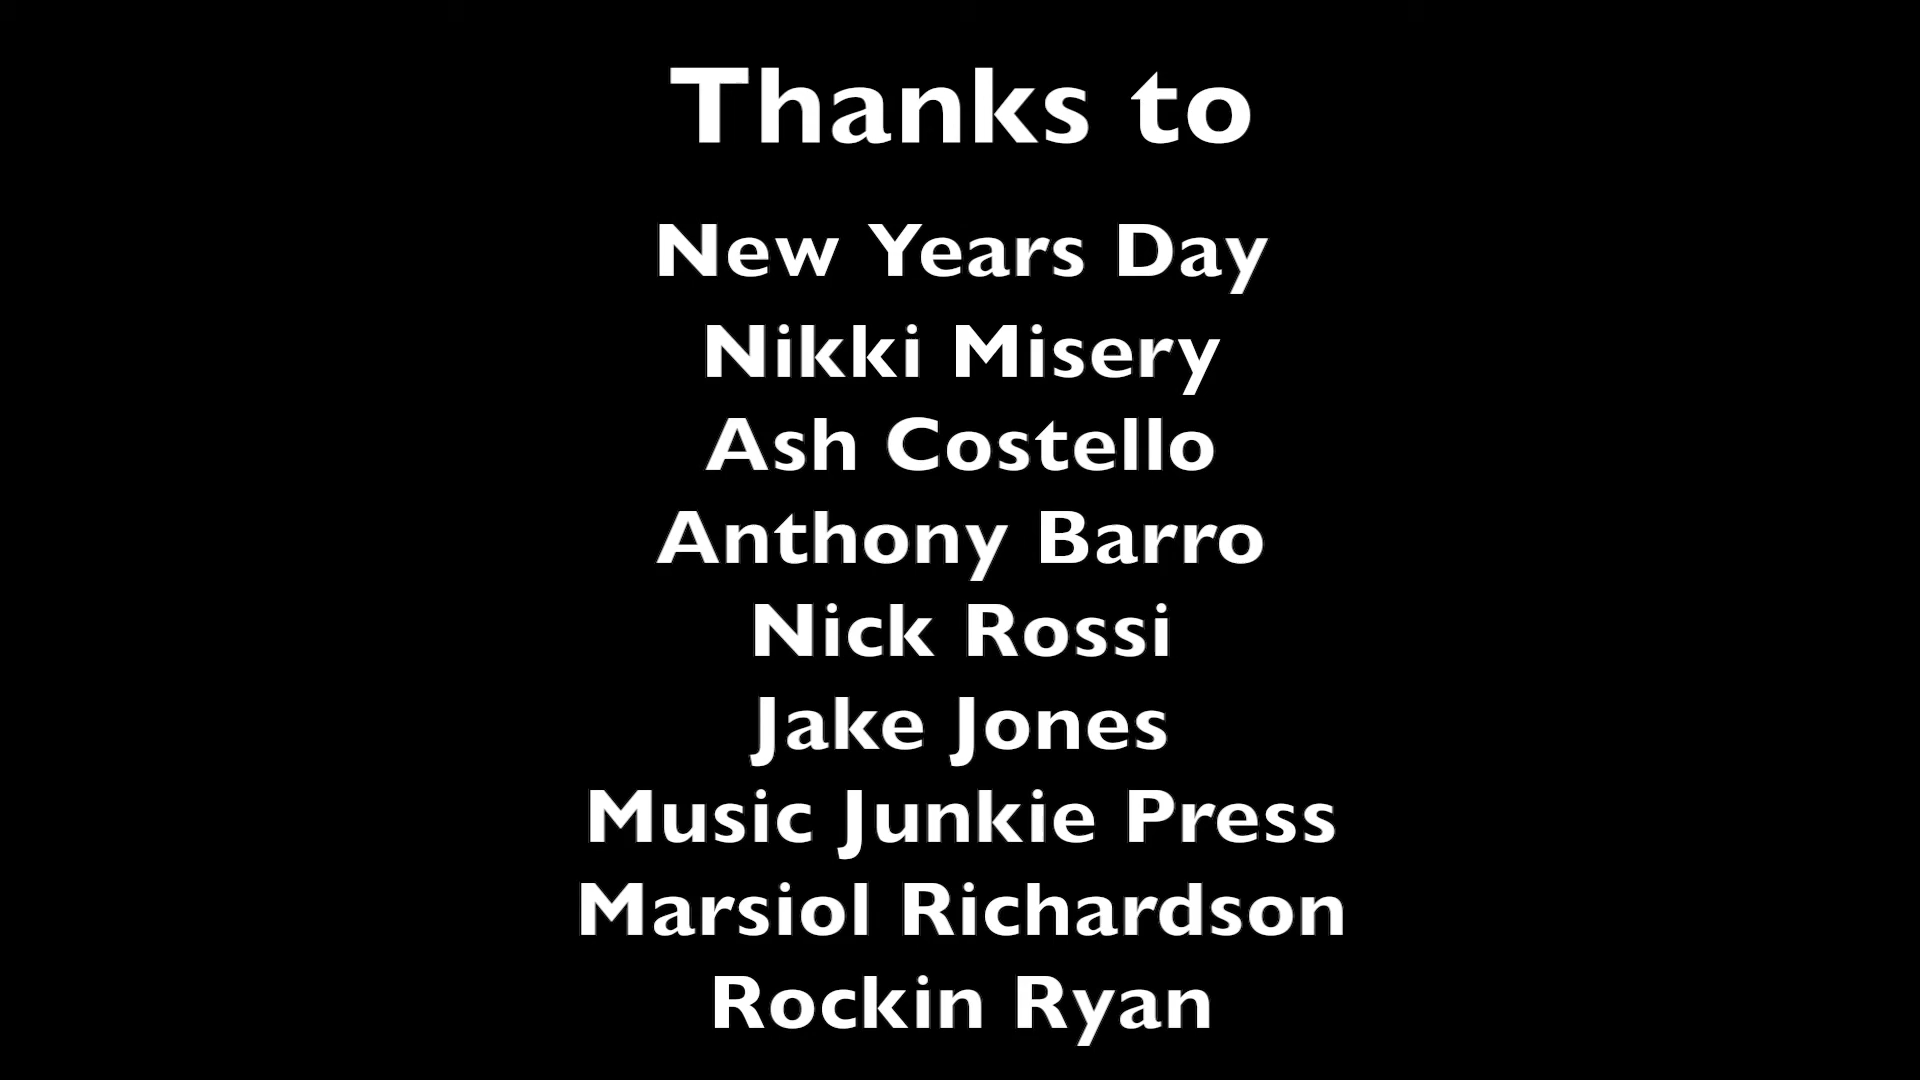 Thanks to
New Years Day
Nikki Misery
Ash Costello
Anthony Barro
Nick Rossi
Jake Jones
Music Junkie Press
Marsiol Richardson
Rockin Ryan